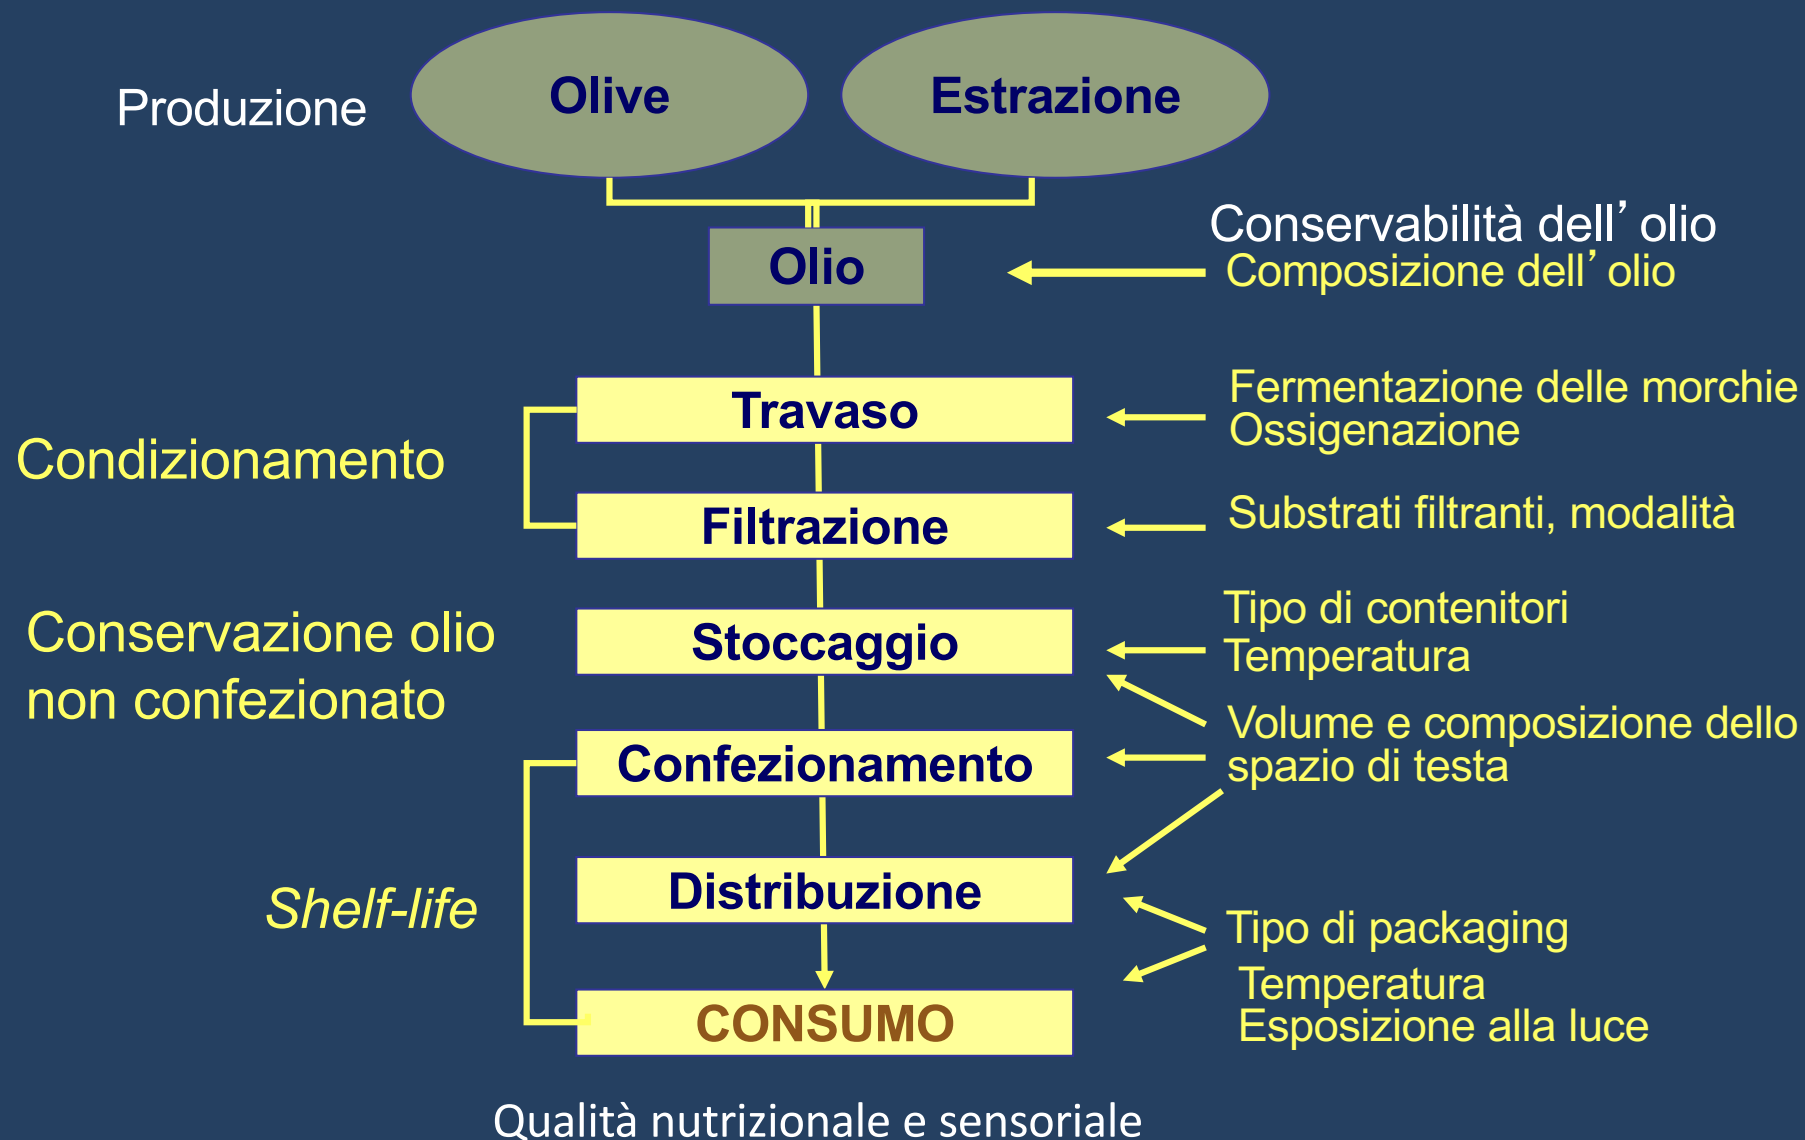 Produzione
Olive
Estrazione
Conservabilità dell’ olio
Olio
Composizione dell’ olio
Travaso
Fermentazione delle morchie
Ossigenazione
Condizionamento
Filtrazione
Substrati filtranti, modalità
Conservazione olio
non confezionato
Stoccaggio
Tipo di contenitori
Temperatura
Volume e composizione dello
spazio di testa
Confezionamento
Shelf-life
Distribuzione
Tipo di packaging
Temperatura
Esposizione alla luce
CONSUMO
Qualità nutrizionale e sensoriale